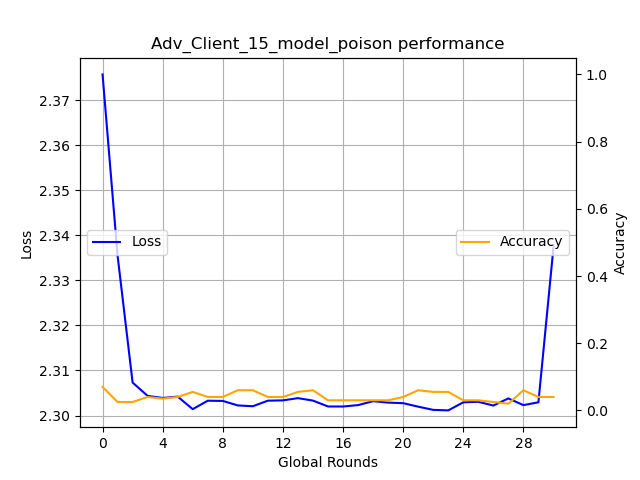 Adv_Client_15_model_poison performance
2.37
2.36
2.35
2.34
2.33
2.32
2.31
2.30
Loss
1.0
0.8
0.6
0.4
0.2
0.0
Accuracy
Loss
Accuracy
0 4 8 12 16 20 24 28
Global Rounds